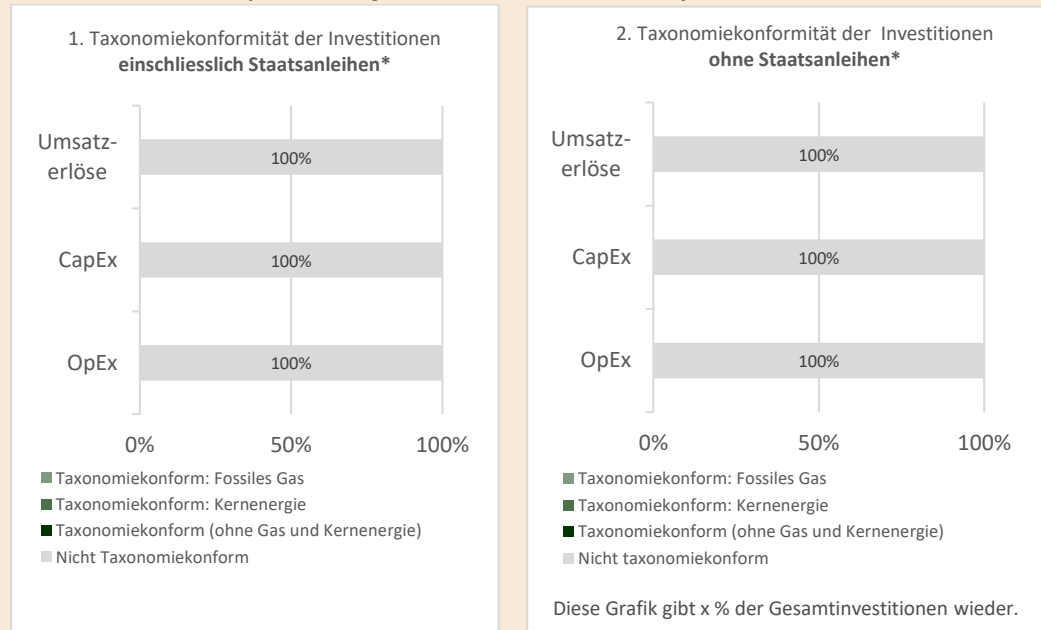 1. Taxonomiekonformität der Investitionen
einschliesslich Staatsanleihen*
Umsatz-
erlöse
100%
CapEx
100%
OpEx
100%
0%
50%
100%
Taxonomiekonform: Fossiles Gas
Taxonomiekonform: Kernenergie
Taxonomiekonform (ohne Gas und Kernenergie)
Nicht Taxonomiekonform
2. Taxonomiekonformität der Investitionen
ohne Staatsanleihen*
Umsatz-
erlöse
100%
CapEx
100%
OpEx
100%
0%
50%
100%
Taxonomiekonform: Fossiles Gas
Taxonomiekonform: Kernenergie
Taxonomiekonform (ohne Gas und Kernenergie)
Nicht taxonomiekonform
Diese Grafik gibt x % der Gesamtinvestitionen wieder.